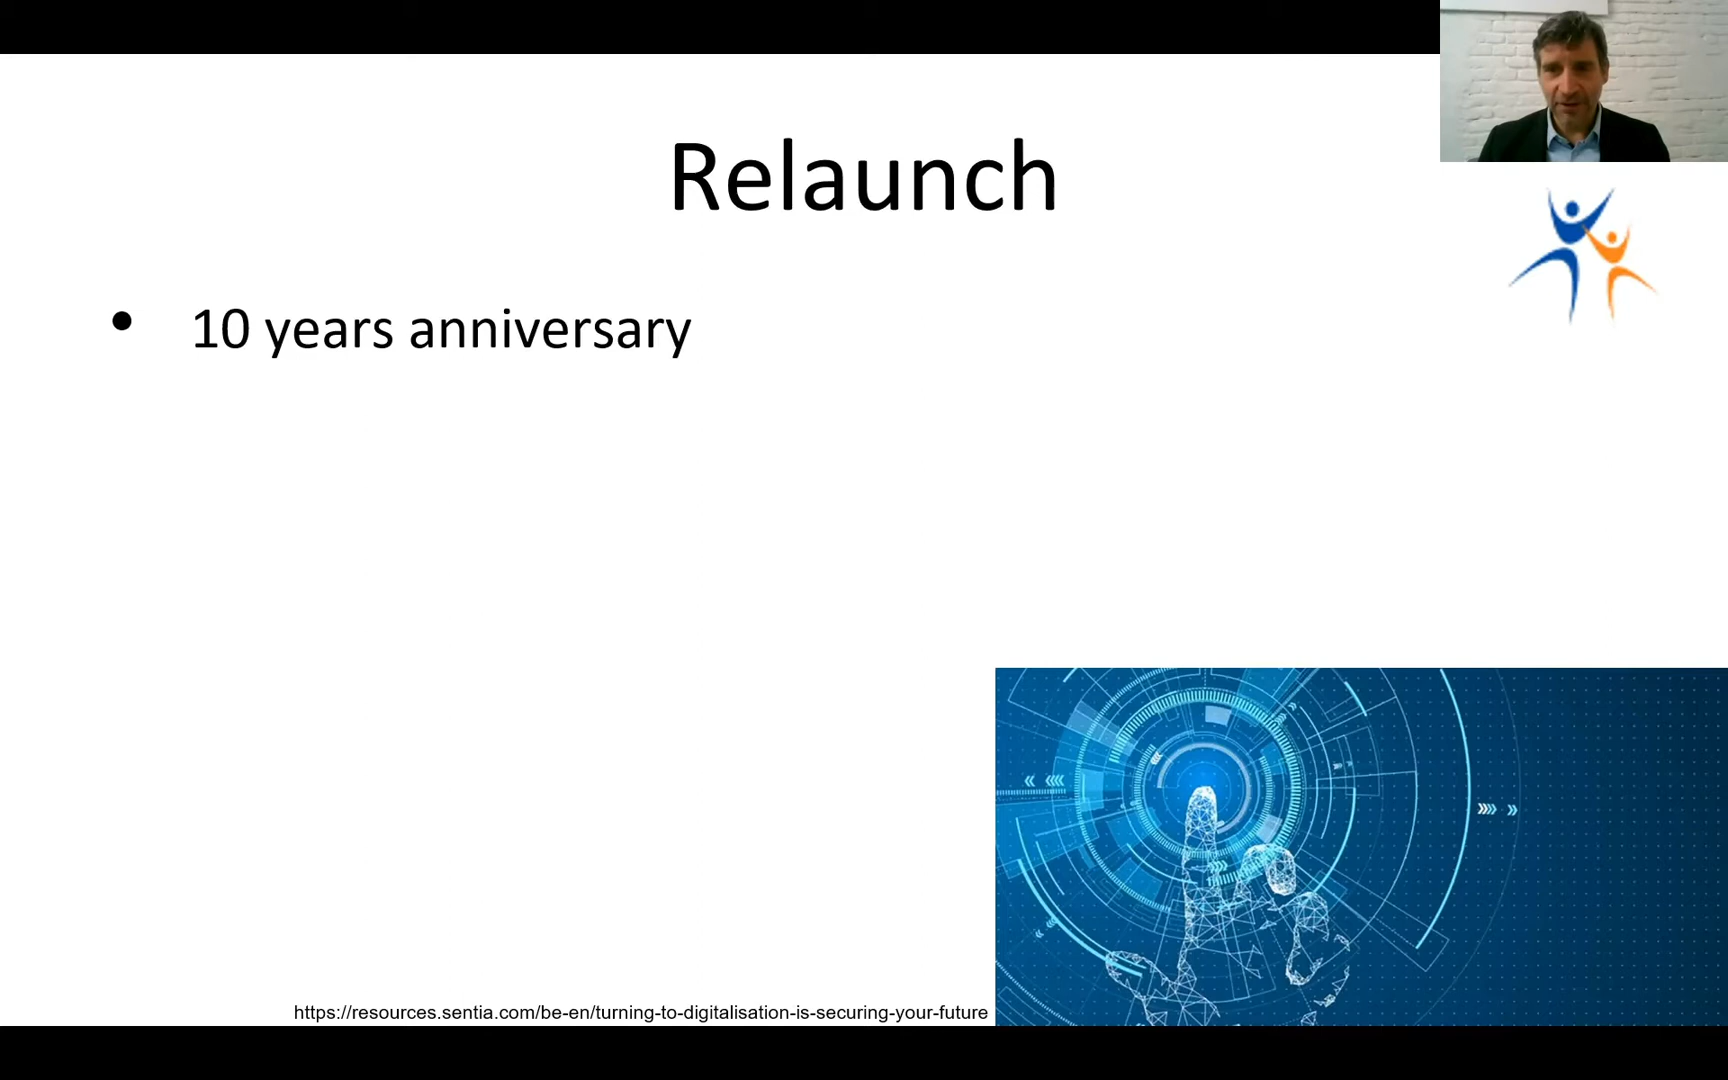 Relaunch
• 10 years anniversary
https://resources.sentia.com/be-en/turning-to-digitalisation-is-securing-your-future